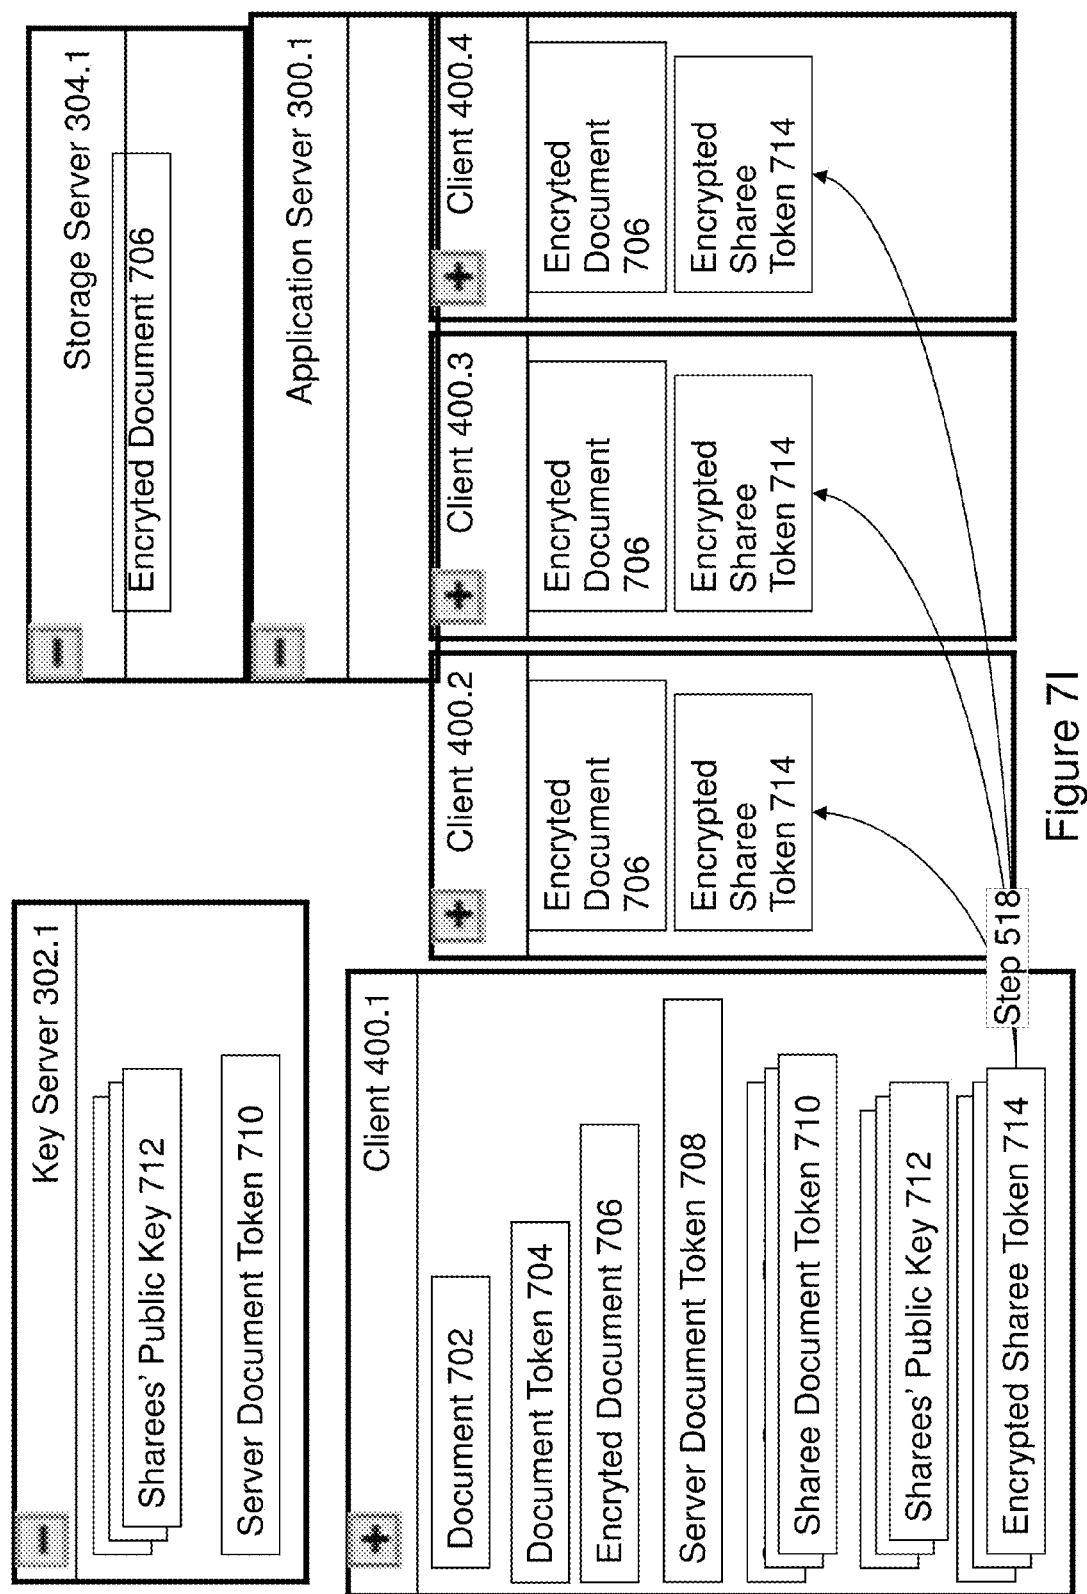 Key Server 302.1
Sharees' Public Key 712
Server Document Token 710
Storage Server 304.1
Encryted Document 706
Application Server 300.1
Client 400.1
Document 702
Document Token 704
Encryted Document 706
Server Document Token 708
Sharee Document Token 710
Sharees' Public Key 712
Encrypted Sharee Token 714
Step 518
Client 400.2
Encryted
Document
706
Encrypted
Sharee
Token 714
Client 400.3
Encryted
Document
706
Encrypted
Sharee
Token 714
Client 400.4
Encryted
Document
706
Encrypted
Sharee
Token 714
Figure 7I